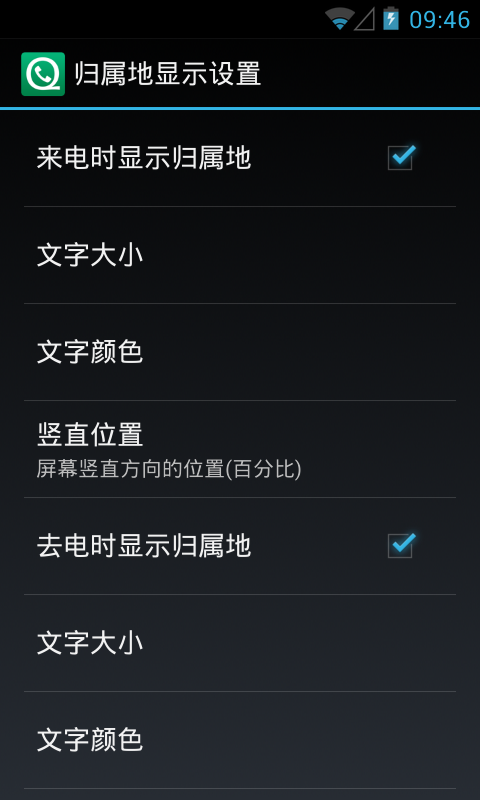 09:46
归属地显示设置
来电时显示归属地
文字大小
文字颜色
竖直位置
屏幕竖直方向的位置(百分比)
去电时显示归属地
文字大小
文字颜色